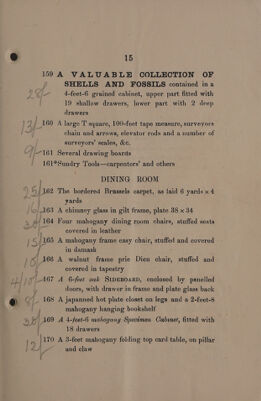 15
159 A VALUABLE COLLECTION OF
SHELLS AND FOSSILS contained in a
4-feet-6 grained cabinet, upper part fitted with
19 shallow drawers, lower part with 2 deep
drawers
160 A large T square, 100-feet tape measure, surveyors
chain and arrows, elevator rods and a number of
surveyors' scales, &c.
161 Several drawing boards
161*Sundry Tools—carpenters' and others
DINING ROOM
25/ 162 The bordered Brussels carpet, as laid 6 yards x 4
yards
16/ 163 A chimney glass in gilt frame, plate 38 x 34
164 Four mahogany dining room chairs, stuffed seats
covered in leather
15/ 165 A mahogany frame easy chair, stuffed and covered
in damask
10/ 166 A walnut frame prie Dieu chair, stuffed and
covered in tapestry
167 A 6-feet oak SIDEBOARD, enclosed by panelled
doors, with drawer in frame and plate glass back
168 A japanned hot plate closet on legs and a 2-feet-8
mahogany hanging bookshelf
169 A 4-feet-6 mahogany Specimen Cabinet, fitted with
18 drawers
12/ 170 A 3-feet mahogany folding top card table, on pillar
and claw